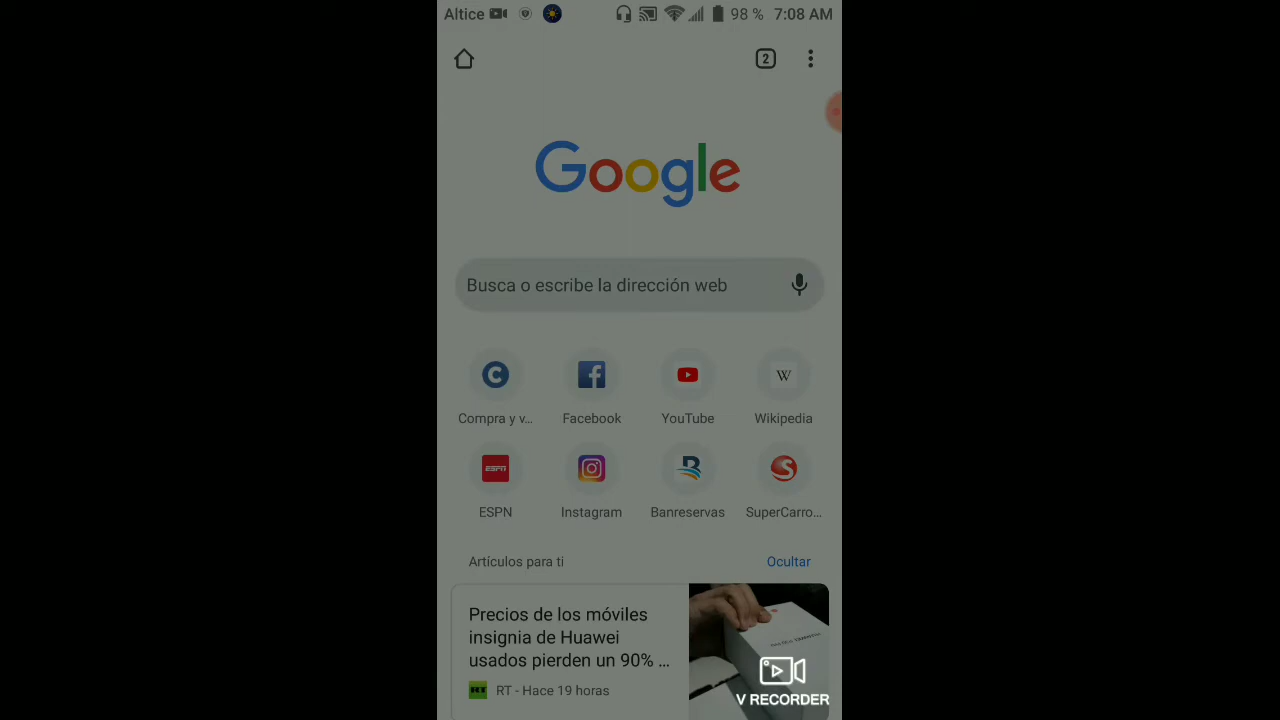 Altice 98 % 7:08 AM
2
Google
Busca o escribe la dirección web
Compra y v... Facebook YouTube Wikipedia
ESPN Instagram Banreservas SuperCarro...
Artículos para ti Ocultar
Precios de los móviles
insignia de Huawei
usados pierden un 90% ...
RT - Hace 19 horas
V RECORDER